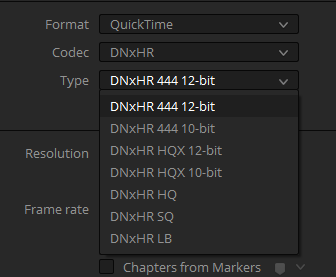 Format QuickTime
Codec DNxHR
Type DNxHR 444 12-bit
DNxHR 444 12-bit
DNxHR 444 10-bit
DNxHR HQX 12-bit
DNxHR HQX 10-bit
DNxHR HQ
DNxHR SQ
DNxHR LB
Resolution
Frame rate
Chapters from Markers